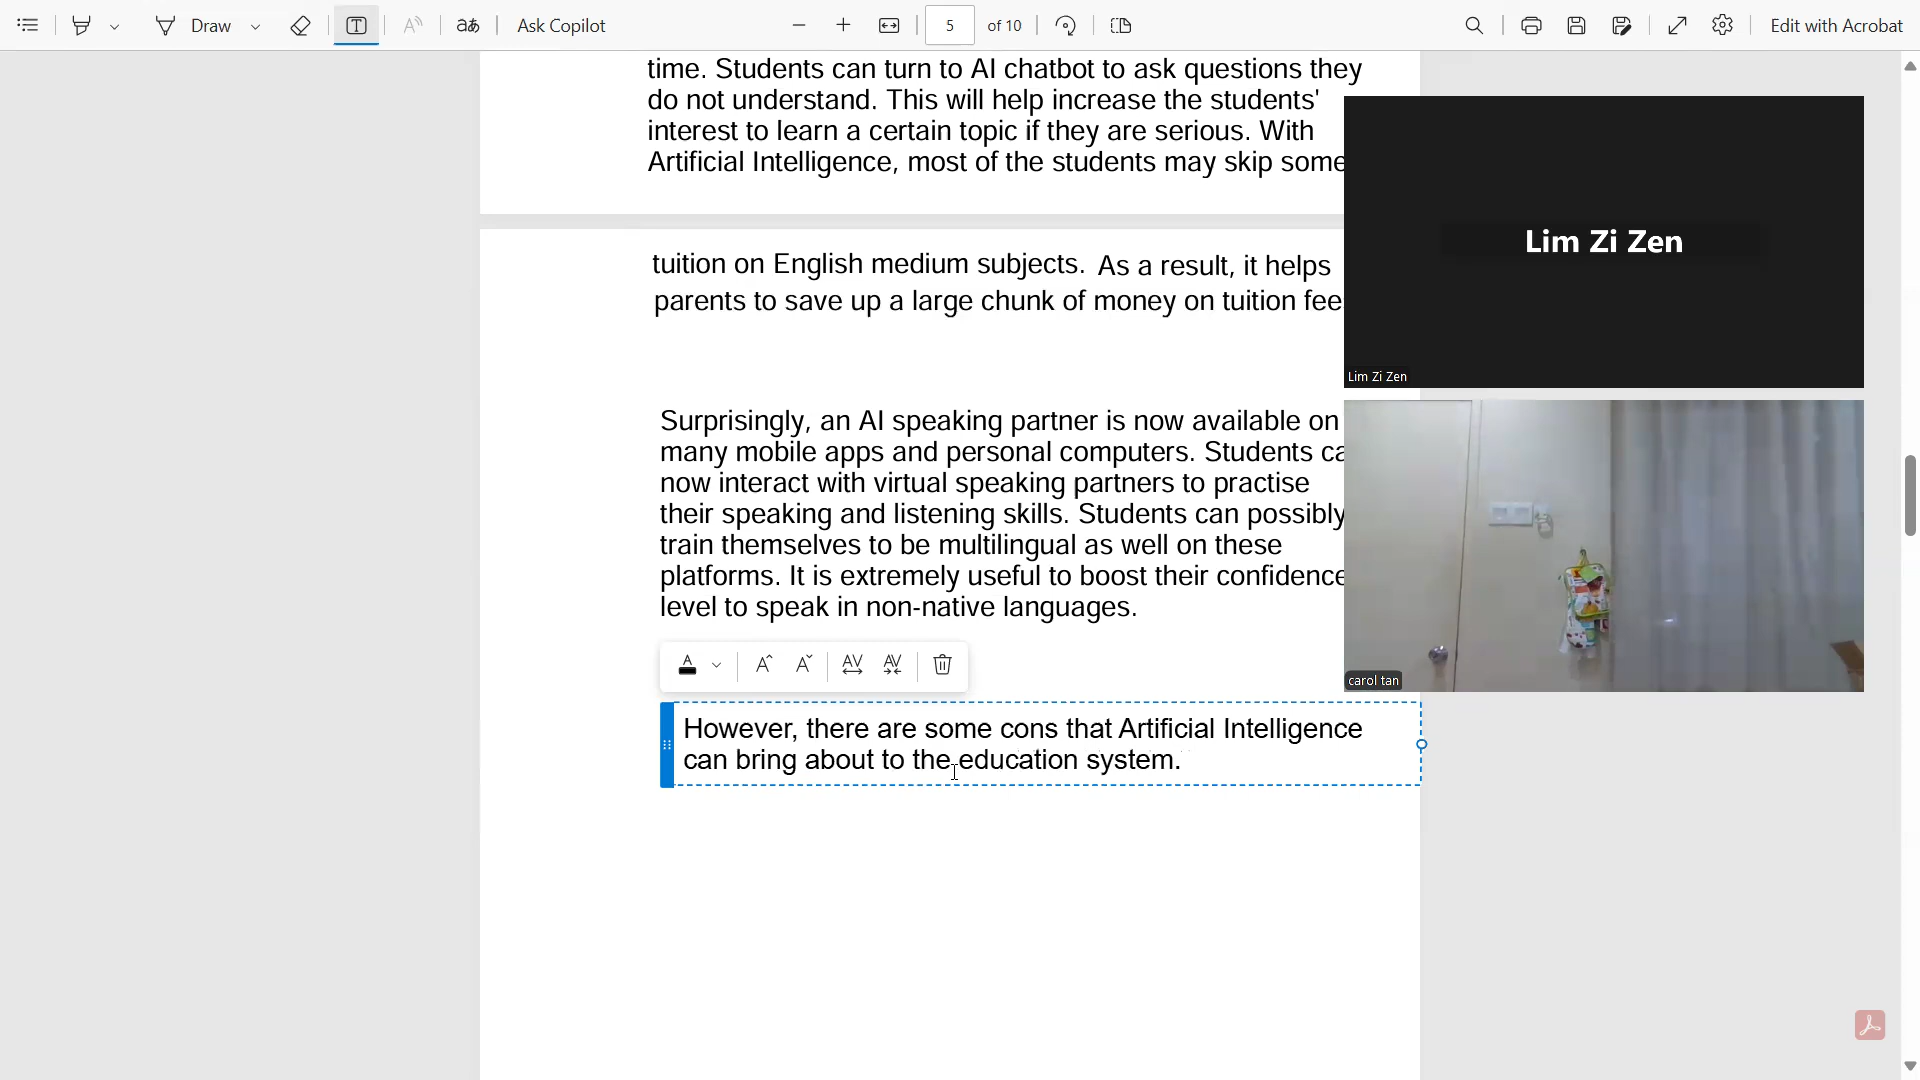 Draw
aあ
Ask Copilot
5 of 10
Edit with Acrobat
time. Students can turn to AI chatbot to ask questions they
do not understand. This will help increase the students'
interest to learn a certain topic if they are serious. With
Artificial Intelligence, most of the students may skip some
tuition on English medium subjects. As a result, it helps
parents to save up a large chunk of money on tuition fee
Surprisingly, an AI speaking partner is now available on
many mobile apps and personal computers. Students ca
now interact with virtual speaking partners to practise
their speaking and listening skills. Students can possibly
train themselves to be multilingual as well on these
platforms. It is extremely useful to boost their confidence
level to speak in non-native languages.
However, there are some cons that Artificial Intelligence
can bring about to the education system.
Lim Zi Zen
Lim Zi Zen
carol tan